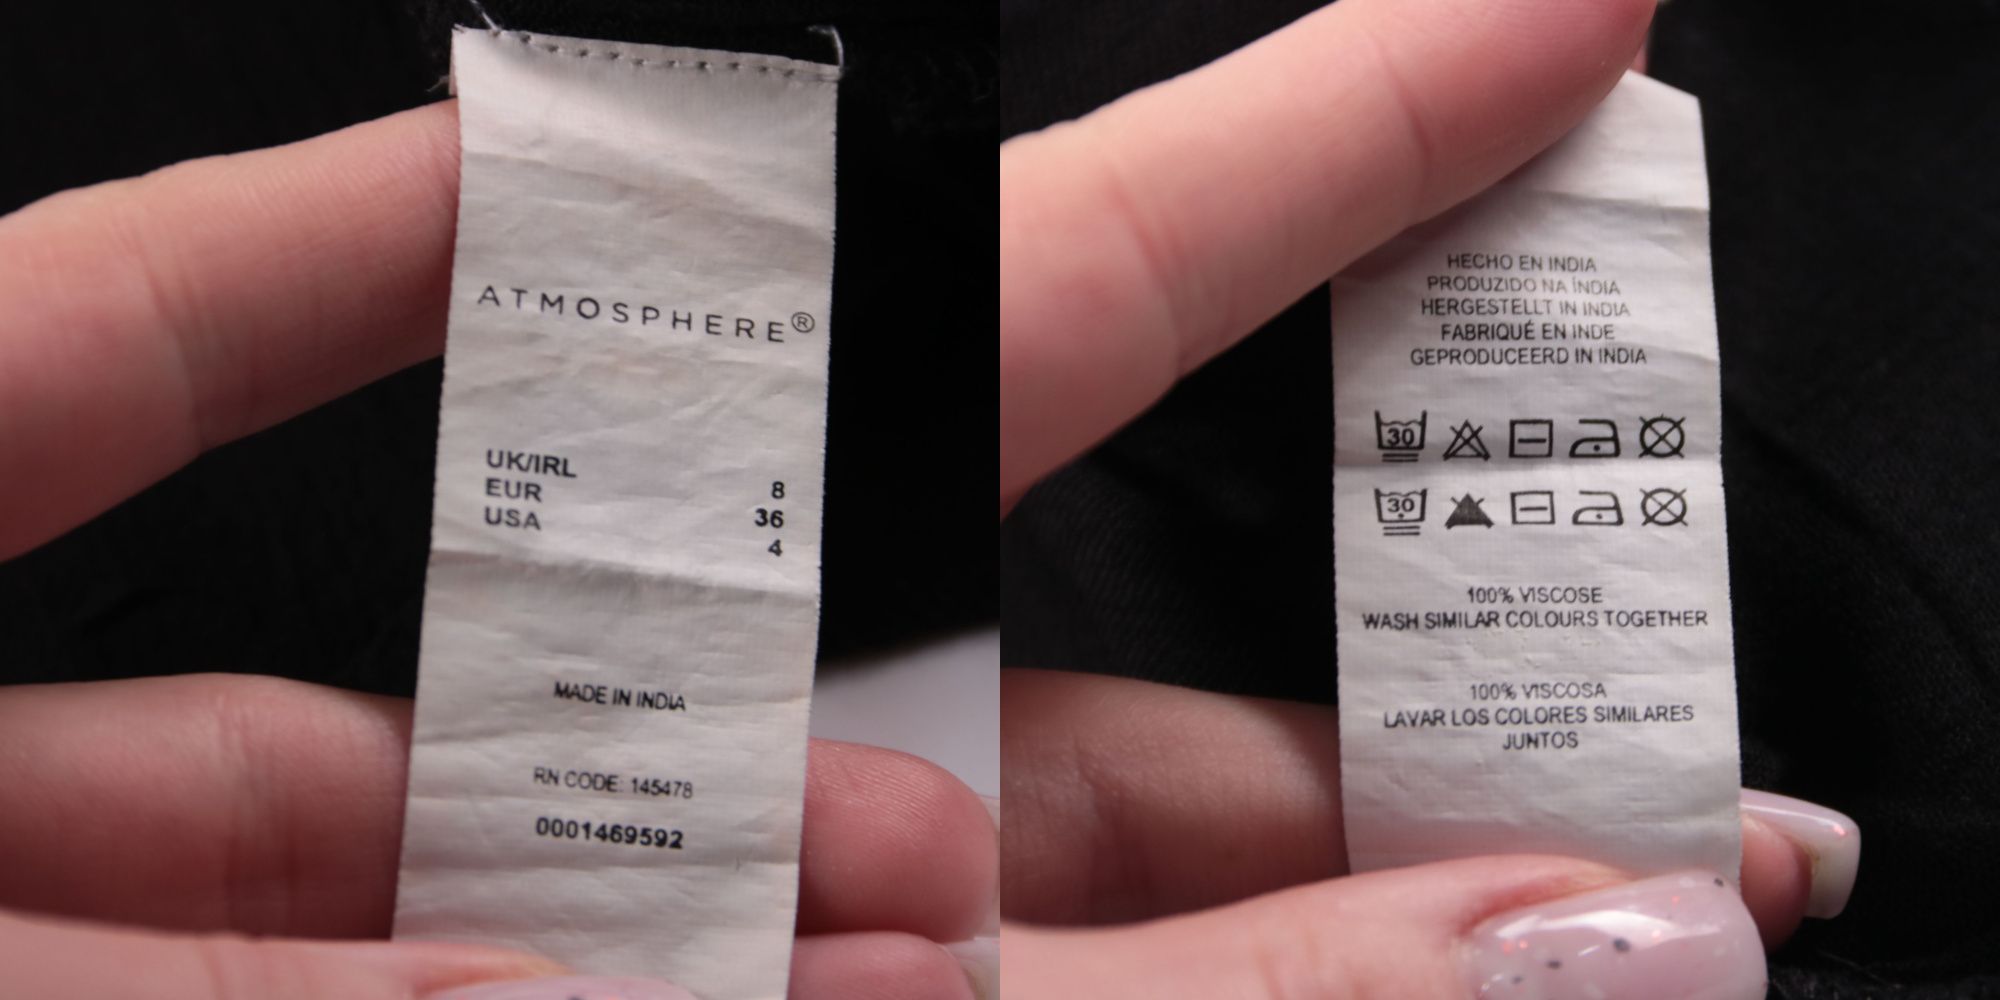 ATMOSPHERE®
UK/IRL 8
EUR 36
USA 4
MADE IN INDIA
RN CODE: 145478
0001469592
HECHO EN INDIA
PRODUZIDO NA ÍNDIA
HERGESTELLT IN INDIA
FABRIQUÉ EN INDE
GEPRODUCEERD IN INDIA
30
30
100% VISCOSE
WASH SIMILAR COLOURS TOGETHER
100% VISCOSA
LAVAR LOS COLORES SIMILARES
JUNTOS